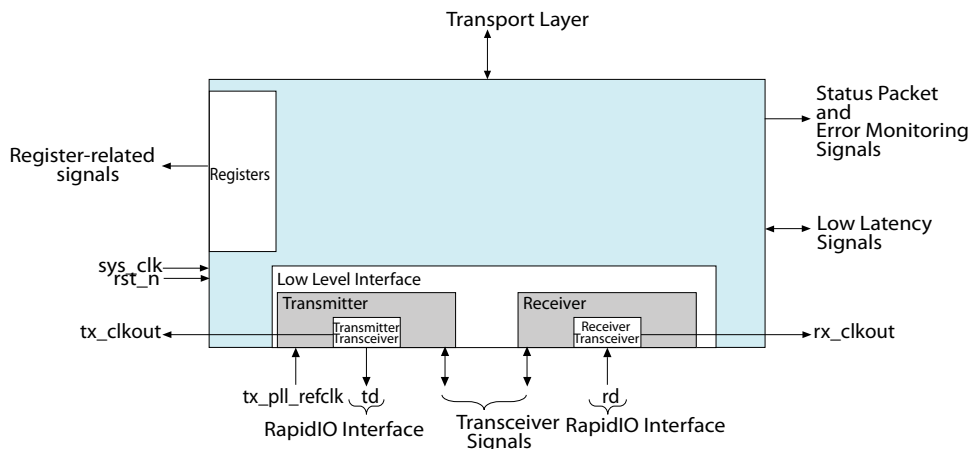 Transport Layer
Status Packet
and
Error Monitoring
Signals
Register-related
signals
Registers
Low Latency
Signals
sys_clk
rst_n
Low Level Interface
Transmitter
Receiver
tx_clkout
Transmitter
Transceiver
Receiver
Transceiver
rx_clkout
tx_pll_refclk
td
rd
RapidIO Interface
Transceiver
Signals
RapidIO Interface